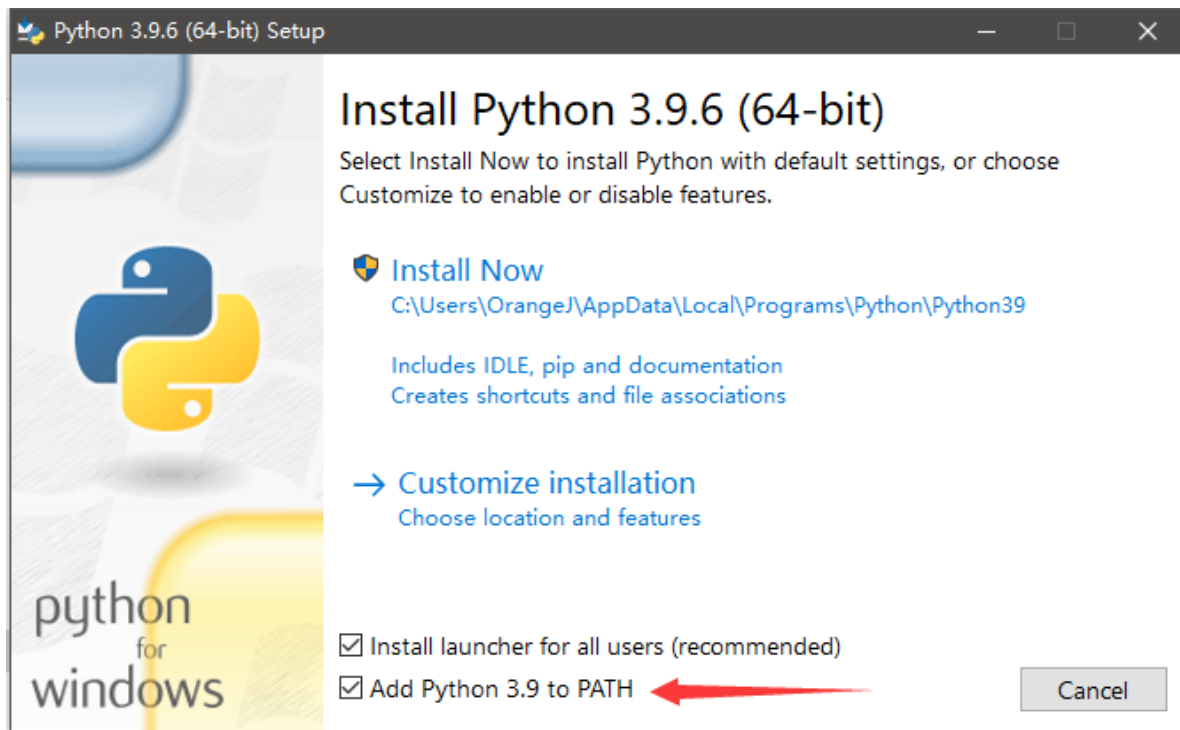 Python 3.9.6 (64-bit) Setup
Install Python 3.9.6 (64-bit)
Select Install Now to install Python with default settings, or choose
Customize to enable or disable features.
Install Now
C:\Users\OrangeJ\AppData\Local\Programs\Python\Python39
Includes IDLE, pip and documentation
Creates shortcuts and file associations
Customize installation
Choose location and features
python
for
windows
Install launcher for all users (recommended)
Add Python 3.9 to PATH
Cancel